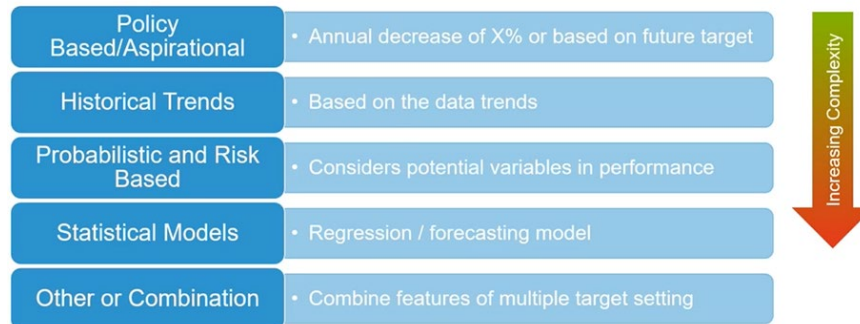 Policy
Based/Aspirational
• Annual decrease of X% or based on future target
Historical Trends
• Based on the data trends
Probabilistic and Risk
Based
• Considers potential variables in performance
Statistical Models
• Regression / forecasting model
Other or Combination
• Combine features of multiple target setting
Increasing Complexity